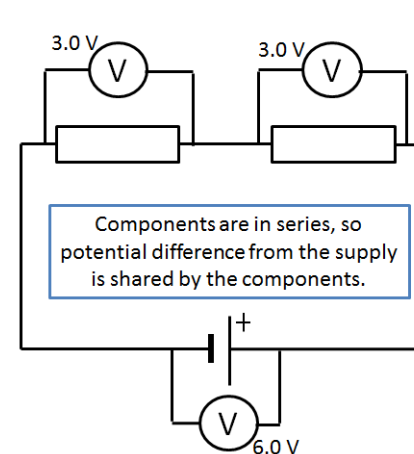 3.0 V
V
3.0 V
V
Components are in series, so
potential difference from the supply
is shared by the components.
+
V
6.0 V